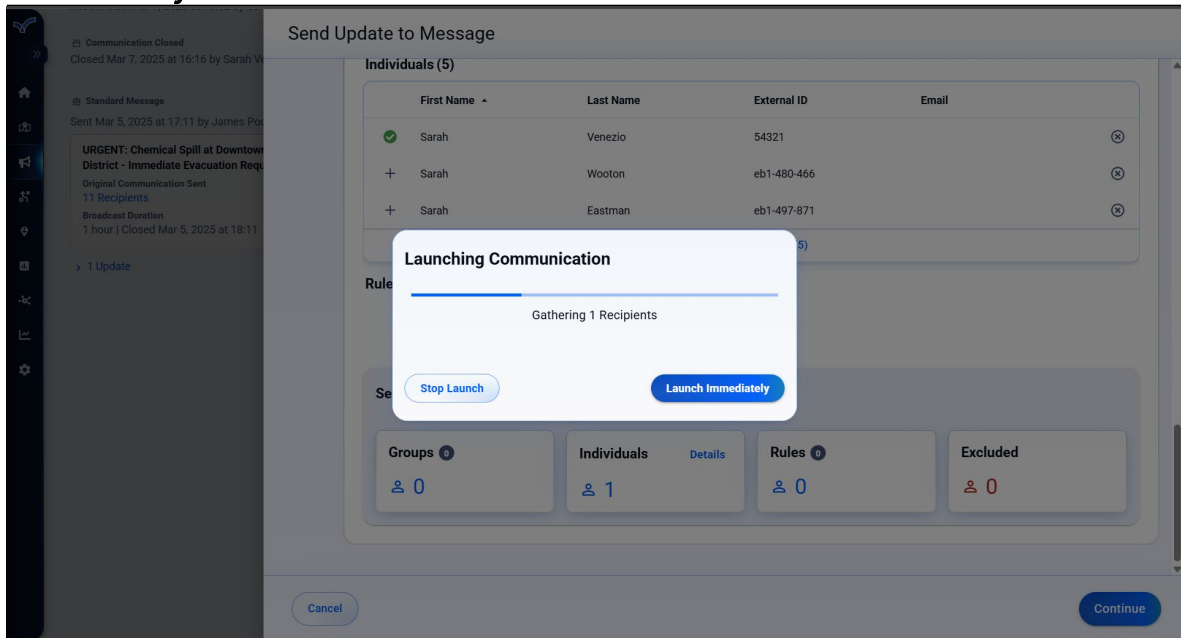 Send Update to Message
Communication Closed
Closed Mar 7, 2025 at 16:16 by Sarah
Standard Message
Sent Mar 5, 2025 at 17:11 by James
URGENT: Chemical Spill at Downtown
District - Immediate Evacuation
Original Communication Sent
11 Recipients
Broadcast Duration
1 hour | Closed Mar 5, 2025 at 18:11
1 Update
Individuals (5)
First Name Last Name External ID Email
Sarah Venezio 54321
Sarah Wooton eb1-480-466
Sarah Eastman eb1-497-871
5)
Launching Communication
Gathering 1 Recipients
Stop Launch Launch Immediately
Groups 0 Individuals Details Rules 0 Excluded
0 1 0 0
Cancel Continue